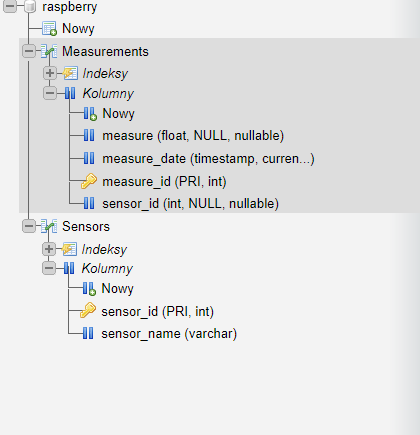 raspberry
Nowy
Measurements
Indeksy
Kolumny
Nowy
measure (float, NULL, nullable)
measure_date (timestamp, curren...)
measure_id (PRI, int)
sensor_id (int, NULL, nullable)
Sensors
Indeksy
Kolumny
Nowy
sensor_id (PRI, int)
sensor_name (varchar)